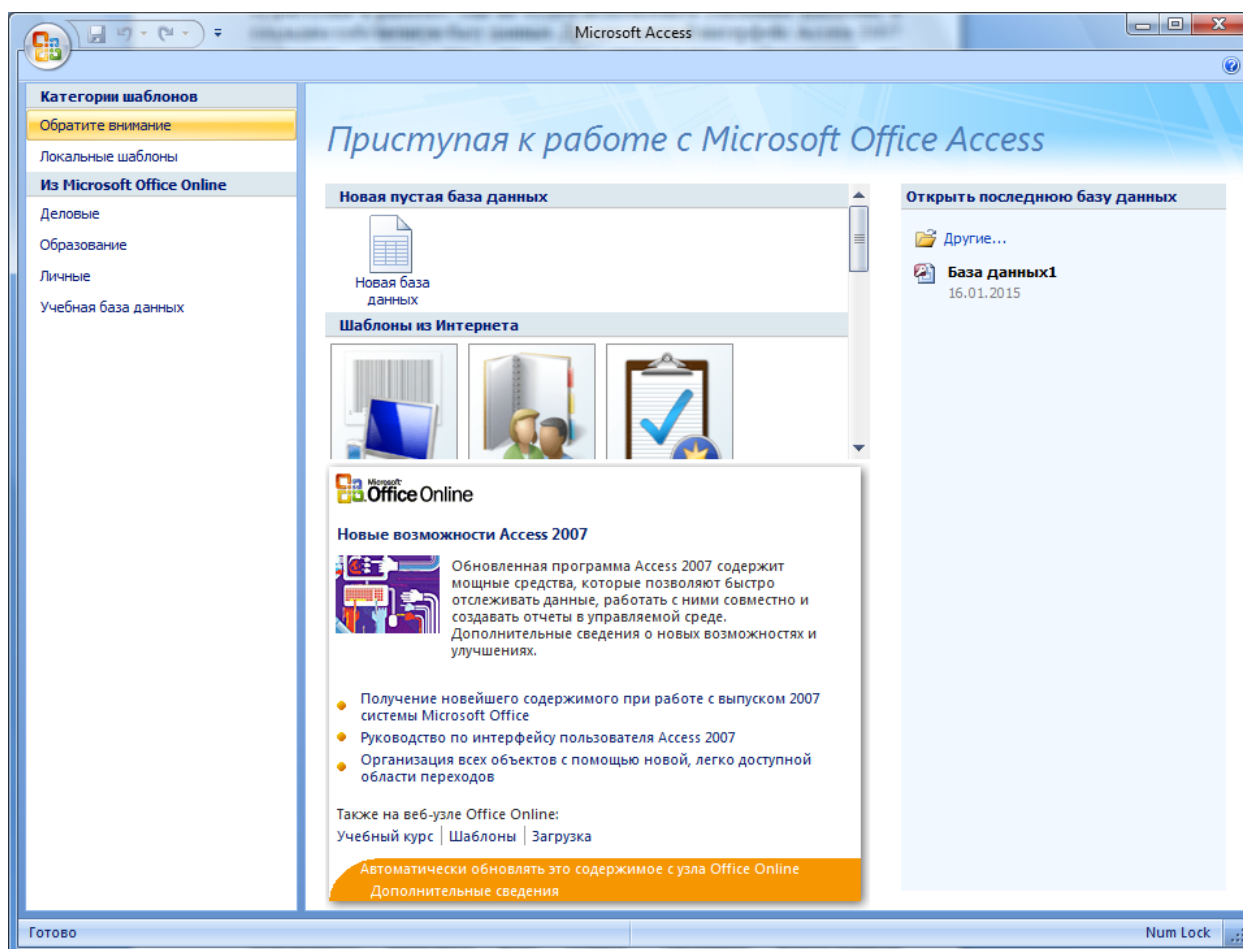 Microsoft Access
Категории шаблонов
Обратите внимание
Локальные шаблоны
Из Microsoft Office Online
Деловые
Образование
Личные
Учебная база данных
Приступая к работе с Microsoft Office Access
Новая пустая база данных
Новая база
данных
Шаблоны из Интернета
Microsoft
Office Online
Новые возможности Access 2007
Обновленная программа Access 2007 содержит
мощные средства, которые позволяют быстро
отслеживать данные, работать с ними совместно и
создавать отчеты в управляемой среде.
Дополнительные сведения о новых возможностях и
улучшениях.
Получение новейшего содержимого при работе с выпуском 2007
системы Microsoft Office
Руководство по интерфейсу пользователя Access 2007
Организация всех объектов с помощью новой, легко доступной
области переходов
Также на веб-узле Office Online:
Учебный курс | Шаблоны | Загрузка
Автоматически обновлять это содержимое с узла Office Online
Дополнительные сведения
Открыть последнюю базу данных
Другие...
База данных1
16.01.2015
Готово
Num Lock